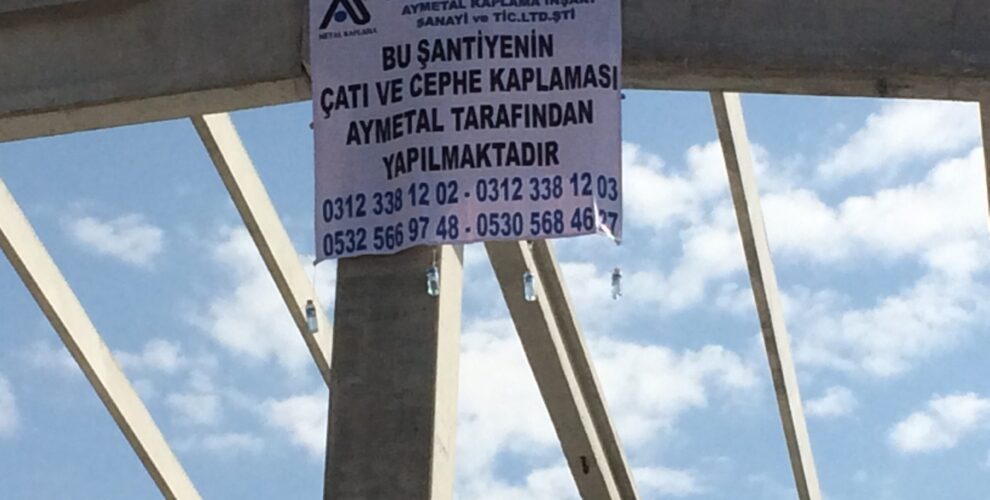 AYMETAL KAPLAMA İNŞAAT
SANAYİ ve TİC.LTD.ŞTİ
METAL KAPLAMA
BU ŞANTİYENİN
ÇATI VE CEPHE KAPLAMASI
AYMETAL TARAFINDAN
YAPILMAKTADIR
0312 338 12 02 - 0312 338 12 03
0532 566 97 48 - 0530 568 46 27